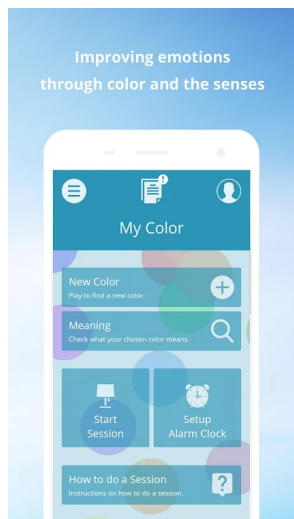 Improving emotions
through color and the senses
My Color
New Color
Play to find a new color.
Meaning
Check what your chosen color means.
Start
Session
Setup
Alarm Clock
How to do a Session
Instructions on how to do a session.